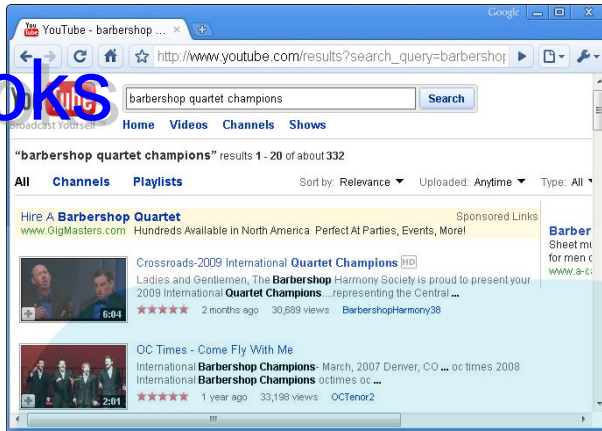 Google
YouTube - barbershop ...
http://www.youtube.com/results?search_query=barbershop
oks
Tube
Broadcast Yourself
barbershop quartet champions
Search
Home Videos Channels Shows
"barbershop quartet champions" results 1 - 20 of about 332
All Channels Playlists Sort by: Relevance Uploaded: Anytime Type: All
Hire A Barbershop Quartet Sponsored Links
www.GigMasters.com Hundreds Available in North America Perfect At Parties, Events, More!
Barber
Sheet mu
for men
www.a-c
Crossroads-2009 International Quartet Champions HD
Ladies and Gentlemen, The Barbershop Harmony Society is proud to present your
2009 International Quartet Champions....representing the Central ...
6:04
2 months ago 30,689 views BarbershopHarmony38
OC Times - Come Fly With Me
International Barbershop Champions- March, 2007 Denver, CO ... oc times 2008
International Barbershop Champions octimes oc ...
2:01
1 year ago 33,198 views OCTenor2